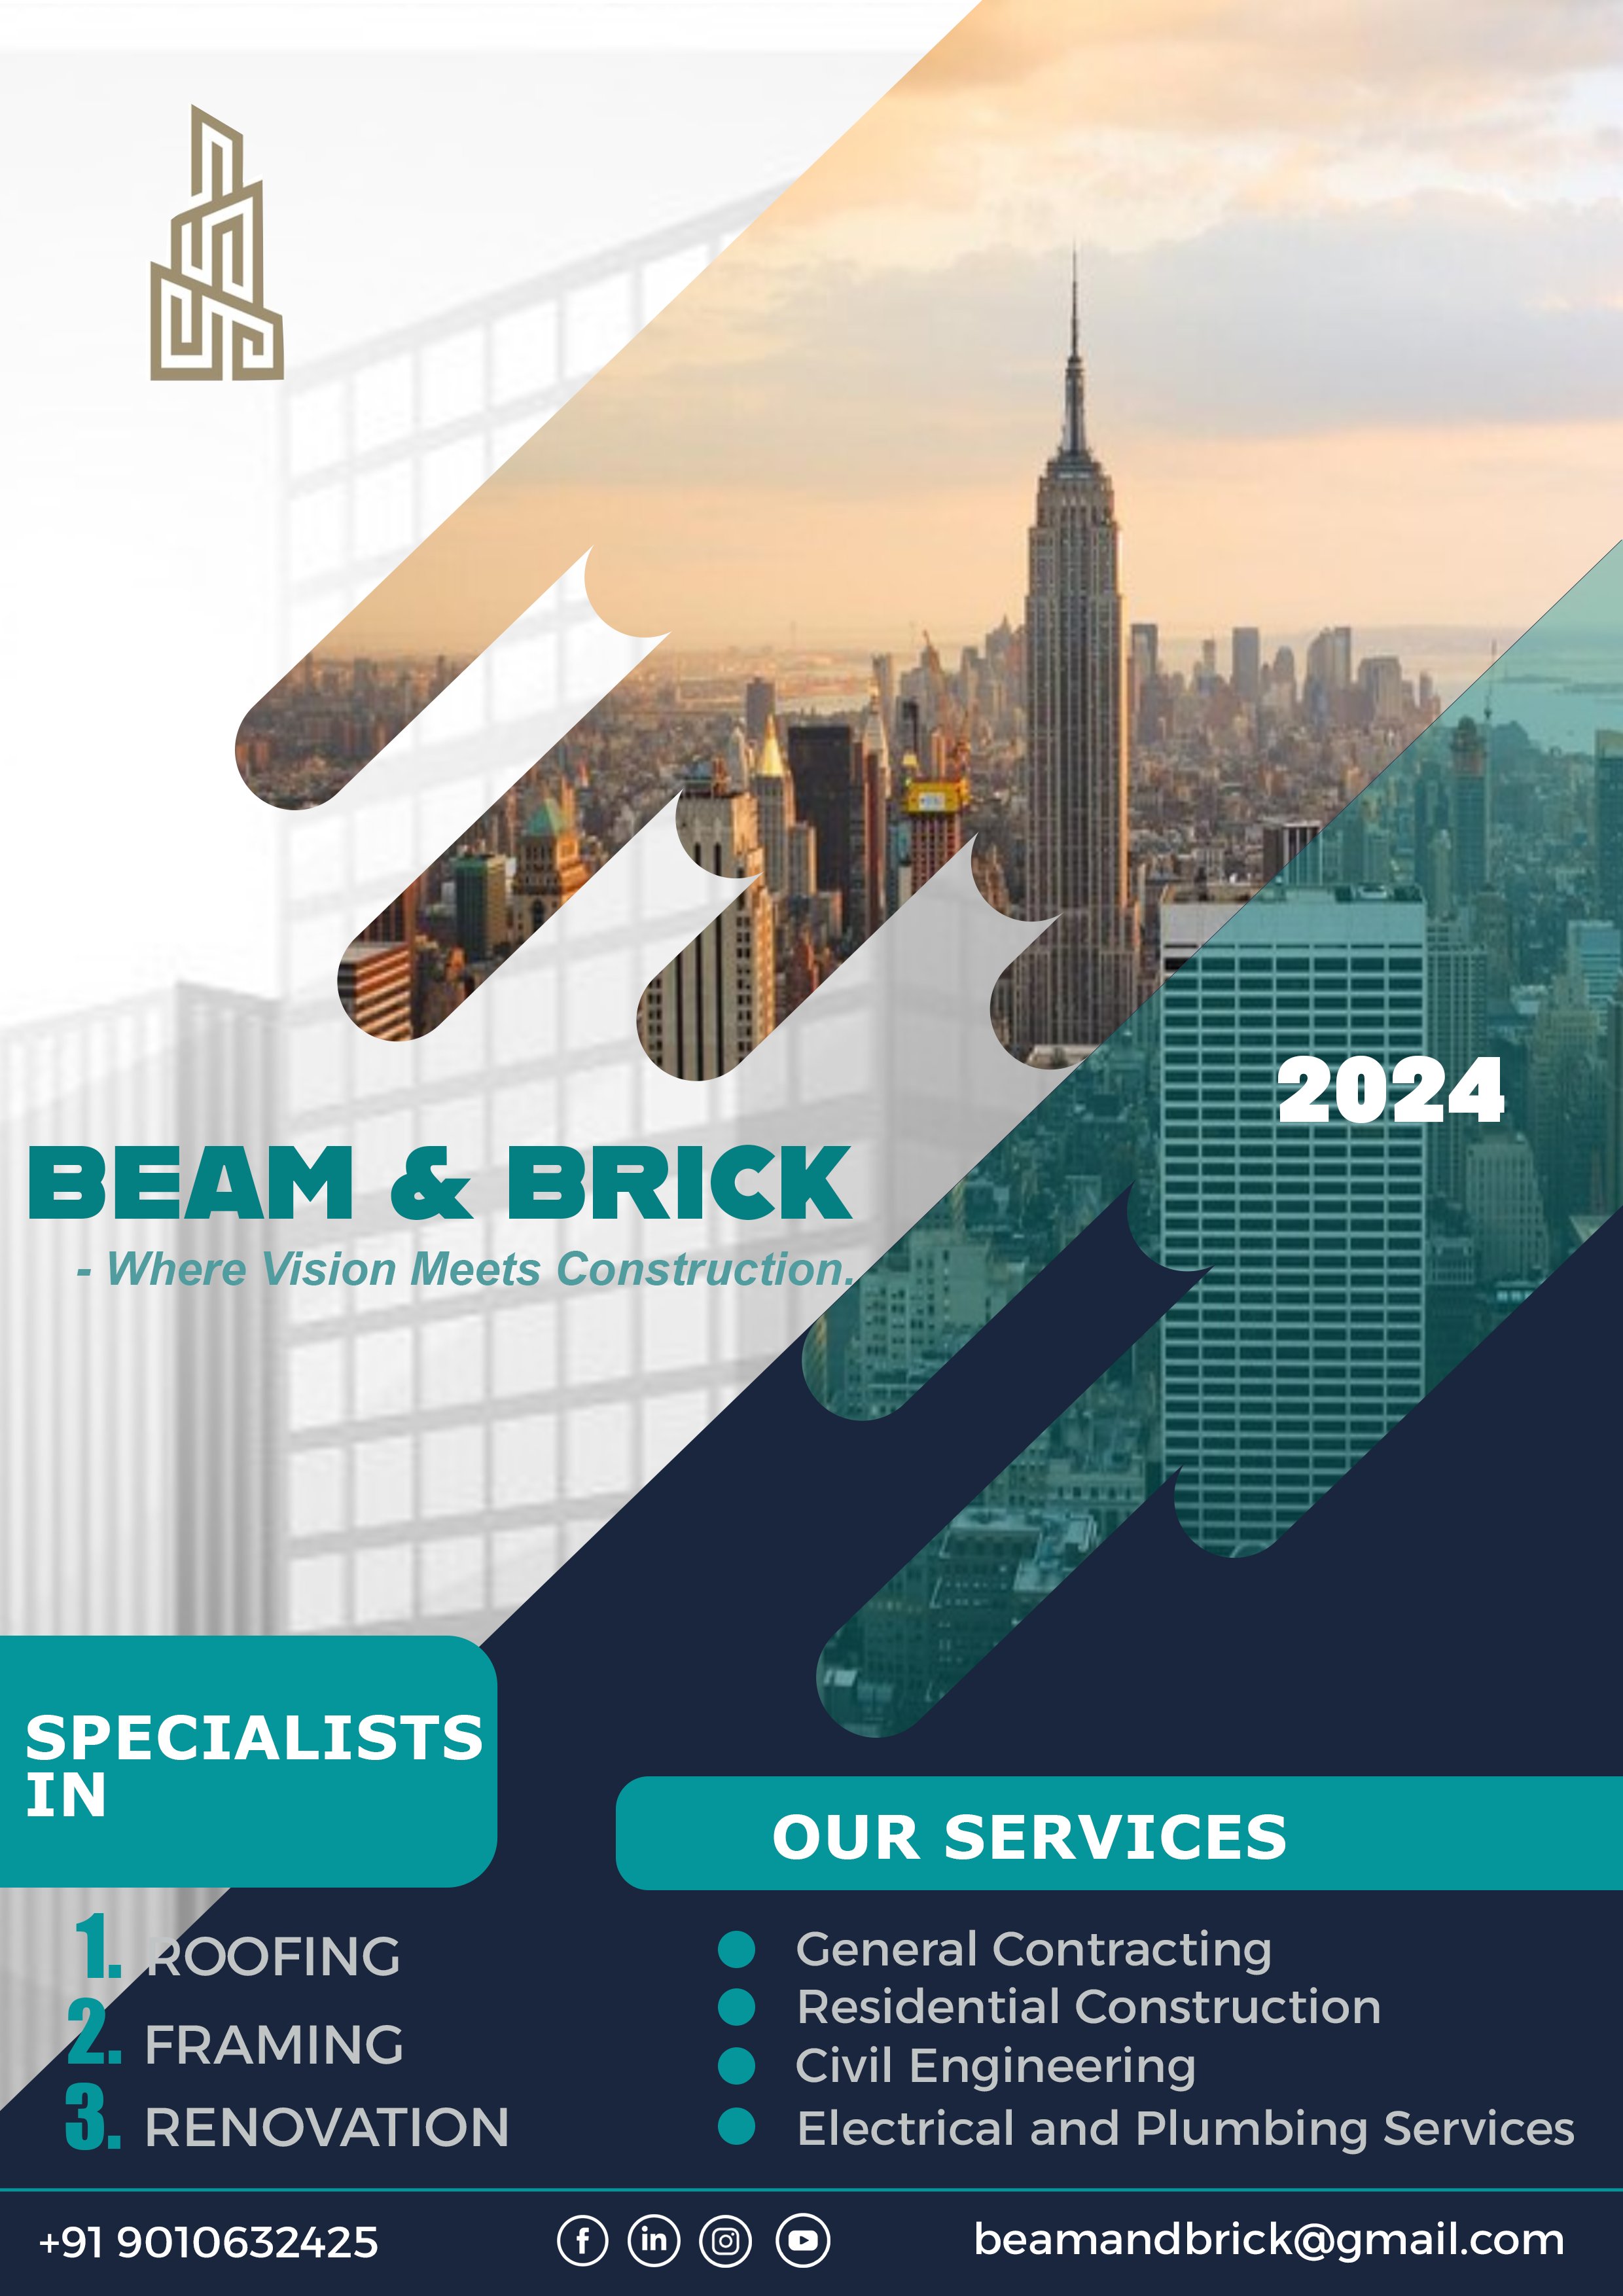 2024
BEAM & BRICK
- Where Vision Meets Construction.
SPECIALISTS
IN
1. ROOFING
2. FRAMING
3. RENOVATION
OUR SERVICES
General Contracting
Residential Construction
Civil Engineering
Electrical and Plumbing Services
+91 9010632425
beamandbrick@gmail.com